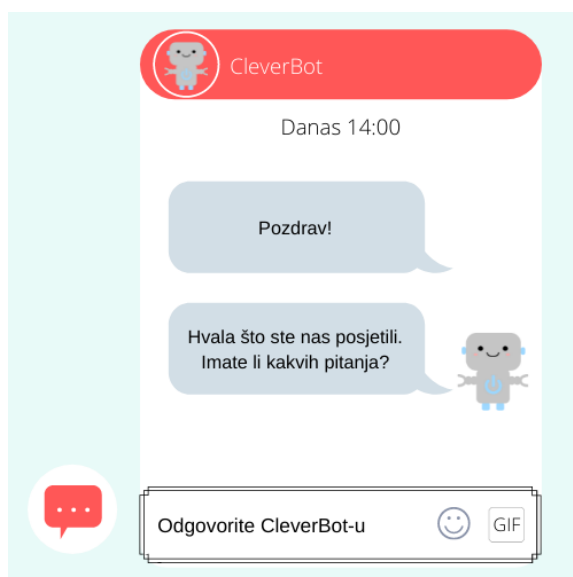 CleverBot
Danas 14:00
Pozdrav!
Hvala što ste nas posjetili.
Imate li kakvih pitanja?
Odgovorite CleverBot-u
GIF